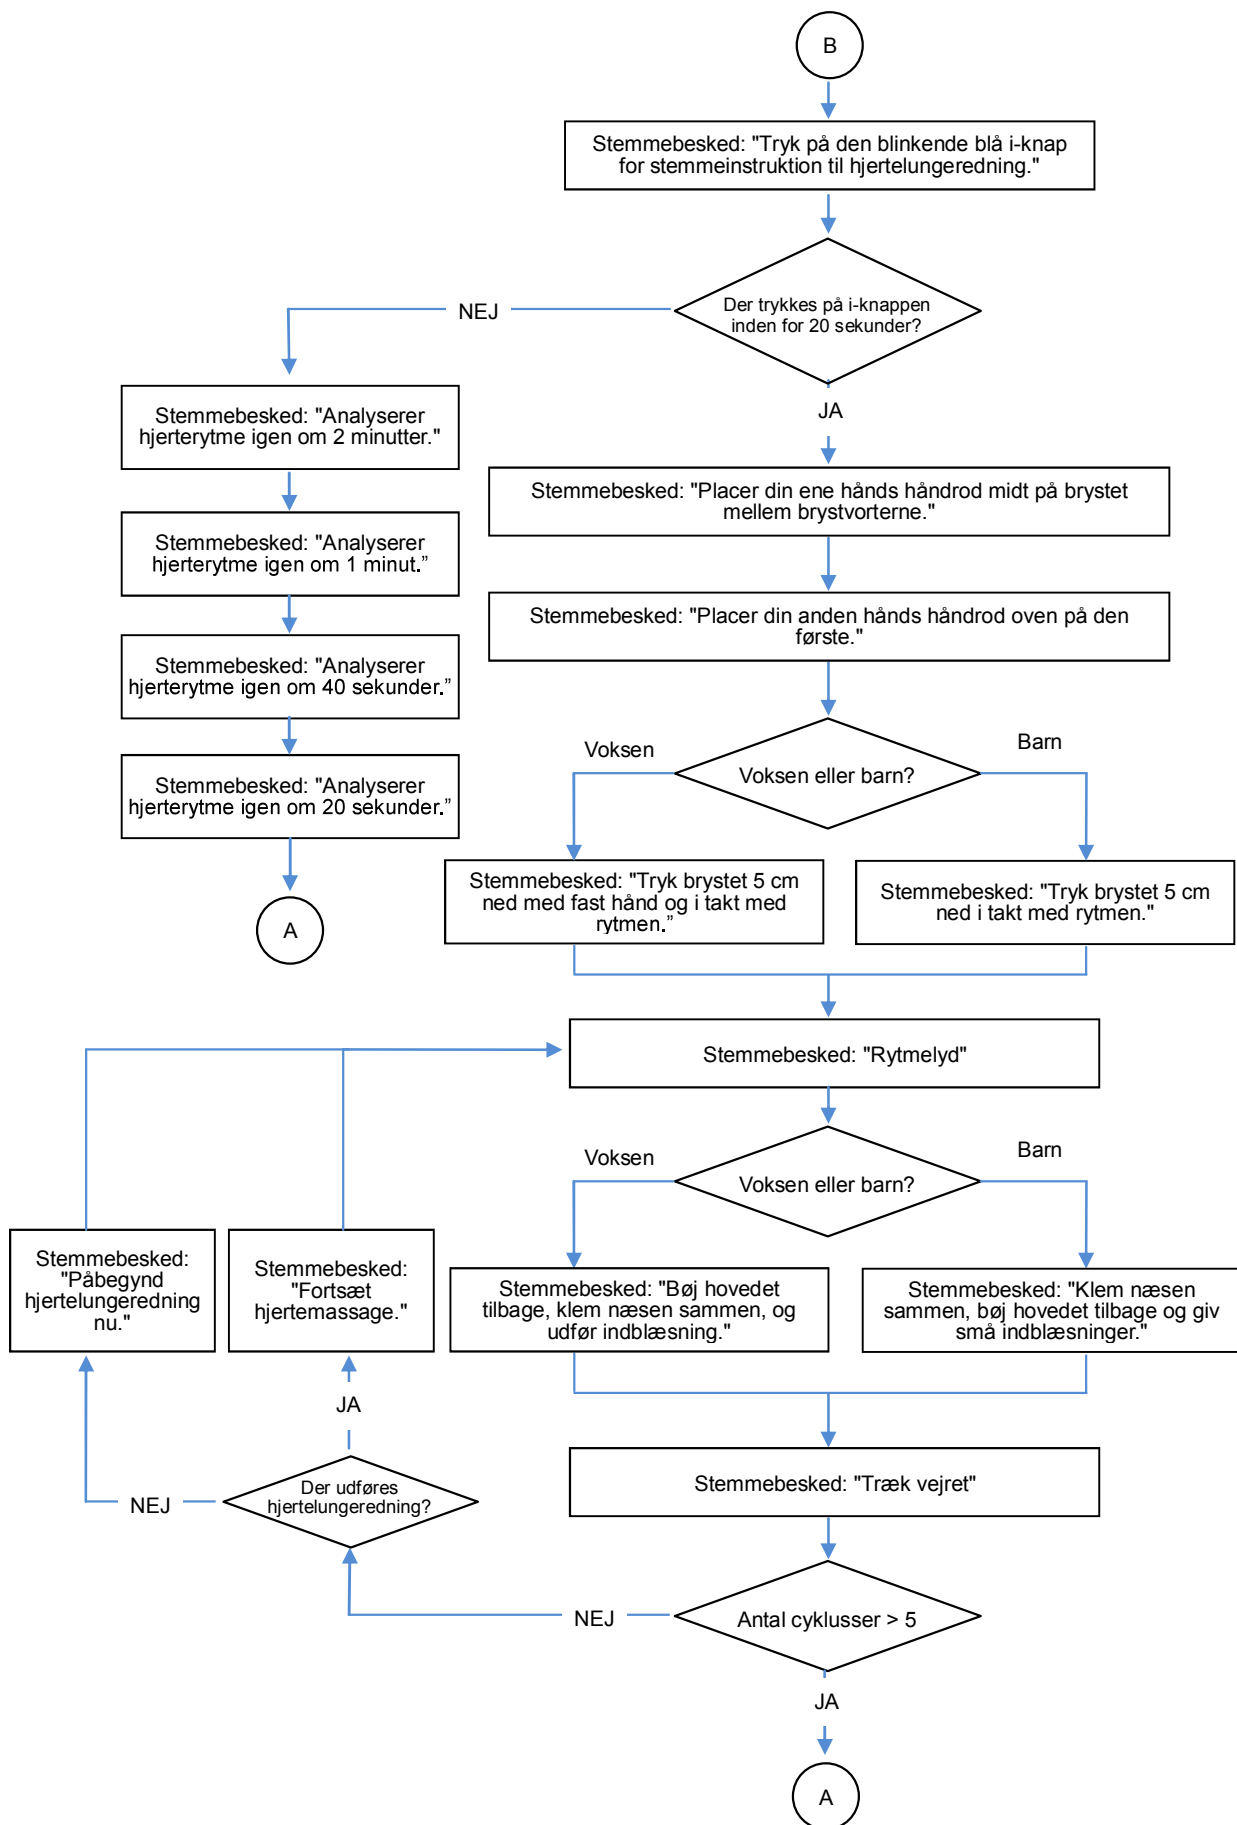 B
Stemmebesked: "Tryk på den blinkende blå i-knap
for stemmeinstruktion til hjertelungeredning."
Der trykkes på i-knappen
inden for 20 sekunder?
NEJ
JA
Stemmebesked: "Analyserer
hjerterytme igen om 2 minutter."
Stemmebesked: "Analyserer
hjerterytme igen om 1 minut.”
Stemmebesked: "Analyserer
hjerterytme igen om 40 sekunder.”
Stemmebesked: "Analyserer
hjerterytme igen om 20 sekunder.”
A
Stemmebesked: "Placer din ene hånds håndrod midt på brystet
mellem brystvorterne."
Stemmebesked: "Placer din anden hånds håndrod oven på den
første."
Voksen eller barn?
Voksen
Barn
Stemmebesked: "Tryk brystet 5 cm
ned med fast hånd og i takt med
rytmen.”
Stemmebesked: "Tryk brystet 5 cm
ned i takt med rytmen."
Stemmebesked: "Rytmelyd"
Voksen eller barn?
Voksen
Barn
Stemmebesked: "Bøj hovedet
tilbage, klem næsen sammen, og
udfør indblæsning."
Stemmebesked: "Klem næsen
sammen, bøj hovedet tilbage og giv
små indblæsninger."
Stemmebesked: "Træk vejret"
Antal cyklusser > 5
NEJ
JA
A
Der udføres
hjertelungeredning?
NEJ
JA
Stemmebesked:
"Påbegynd
hjertelungeredning
nu."
Stemmebesked:
"Fortsæt
hjertemassage."